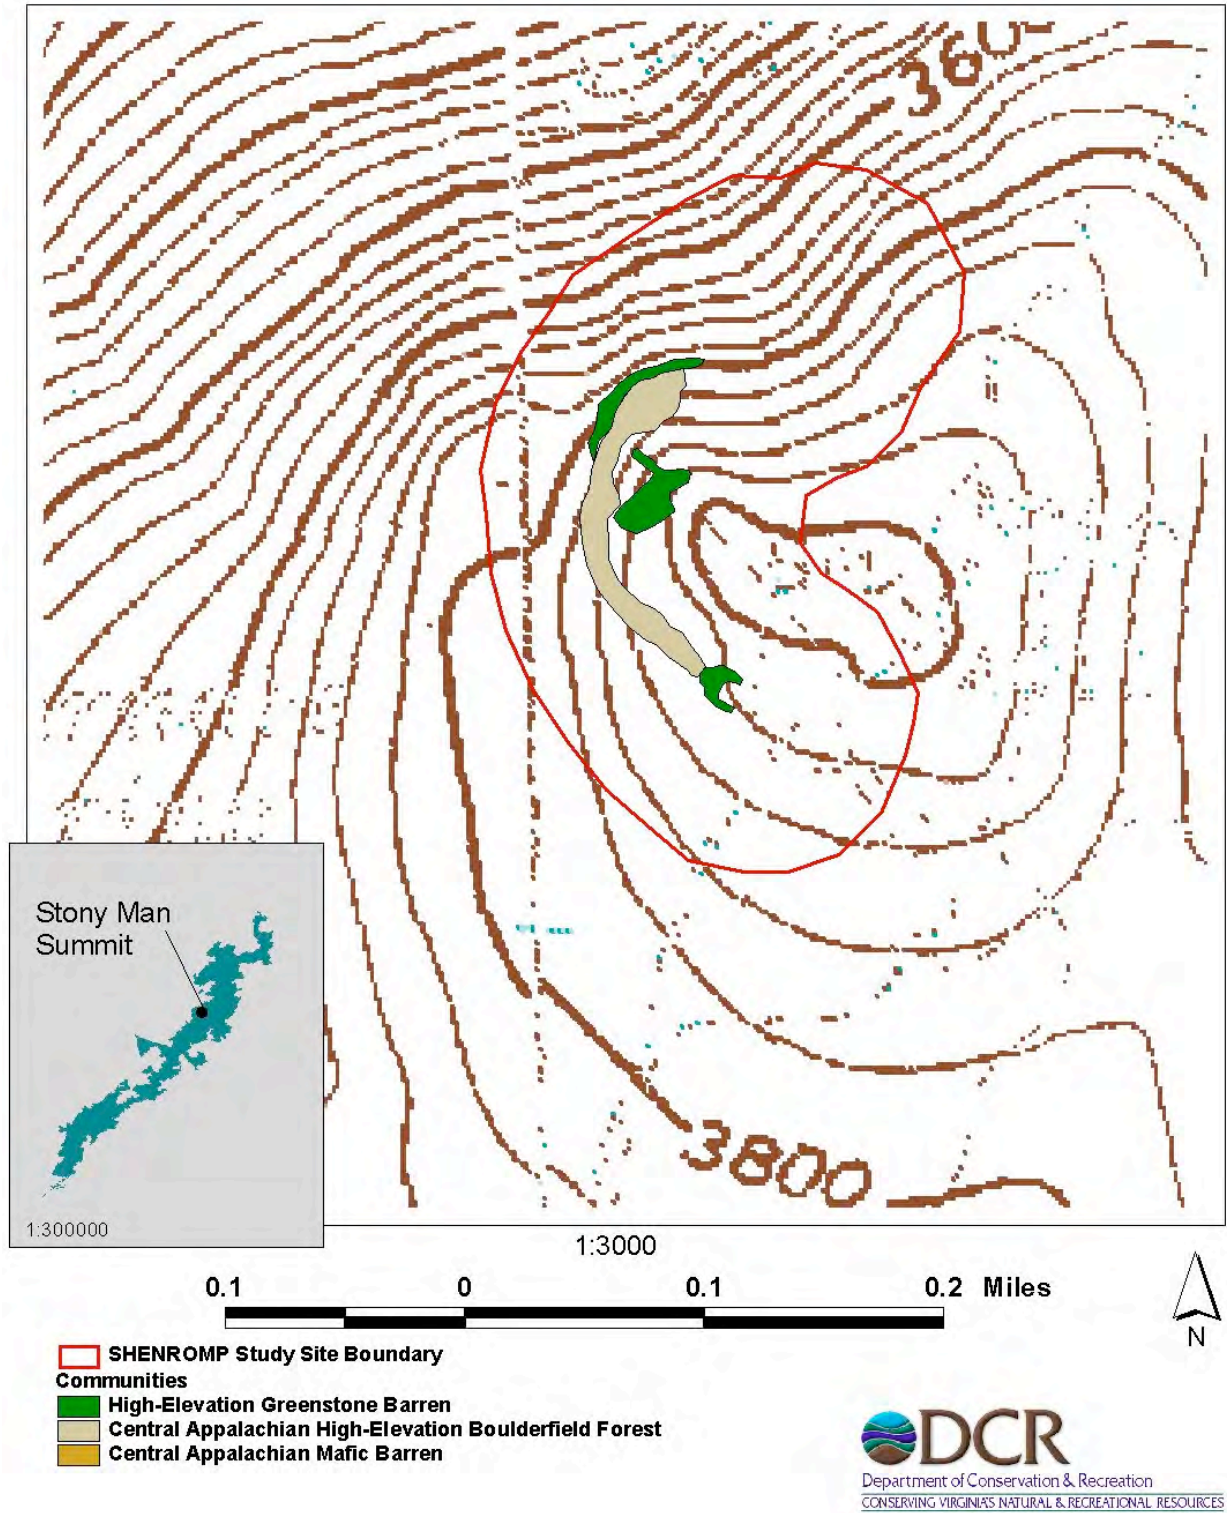 360
Stony Man
Summit
1:300000
3800
1:3000
0.1 0 0.1 0.2 Miles
N
SHENROMP Study Site Boundary
Communities
High-Elevation Greenstone Barren
Central Appalachian High-Elevation Boulderfield Forest
Central Appalachian Mafic Barren
DCR
Department of Conservation & Recreation
CONSERVING VIRGINIA'S NATURAL & RECREATIONAL RESOURCES